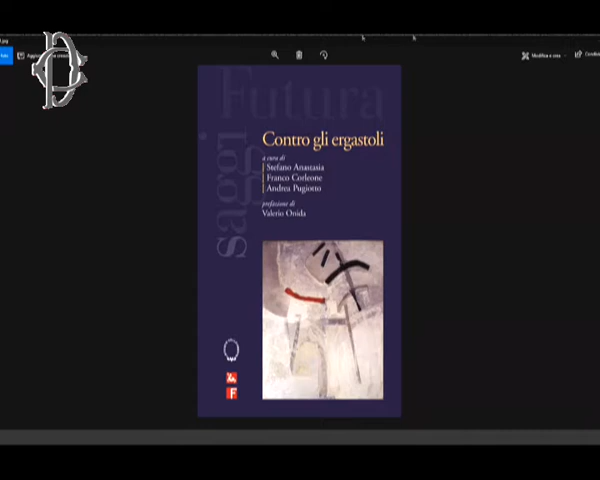 Futura
saggi
Contro gli ergastoli
a cura di
Stefano Anastasia
Franco Corleone
Andrea Pugiotto
prefazione di
Valerio Onida
F